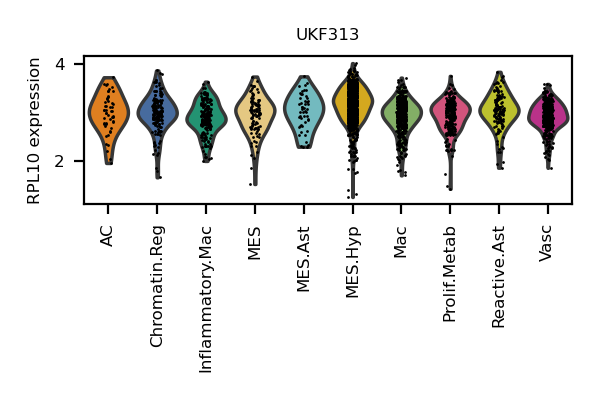 UKF313
RPL10 expression
4
2
AC
Chromatin.Reg
Inflammatory.Mac
MES
MES.Ast
MES.Hyp
Mac
Prolif.Metab
Reactive.Ast
Vasc